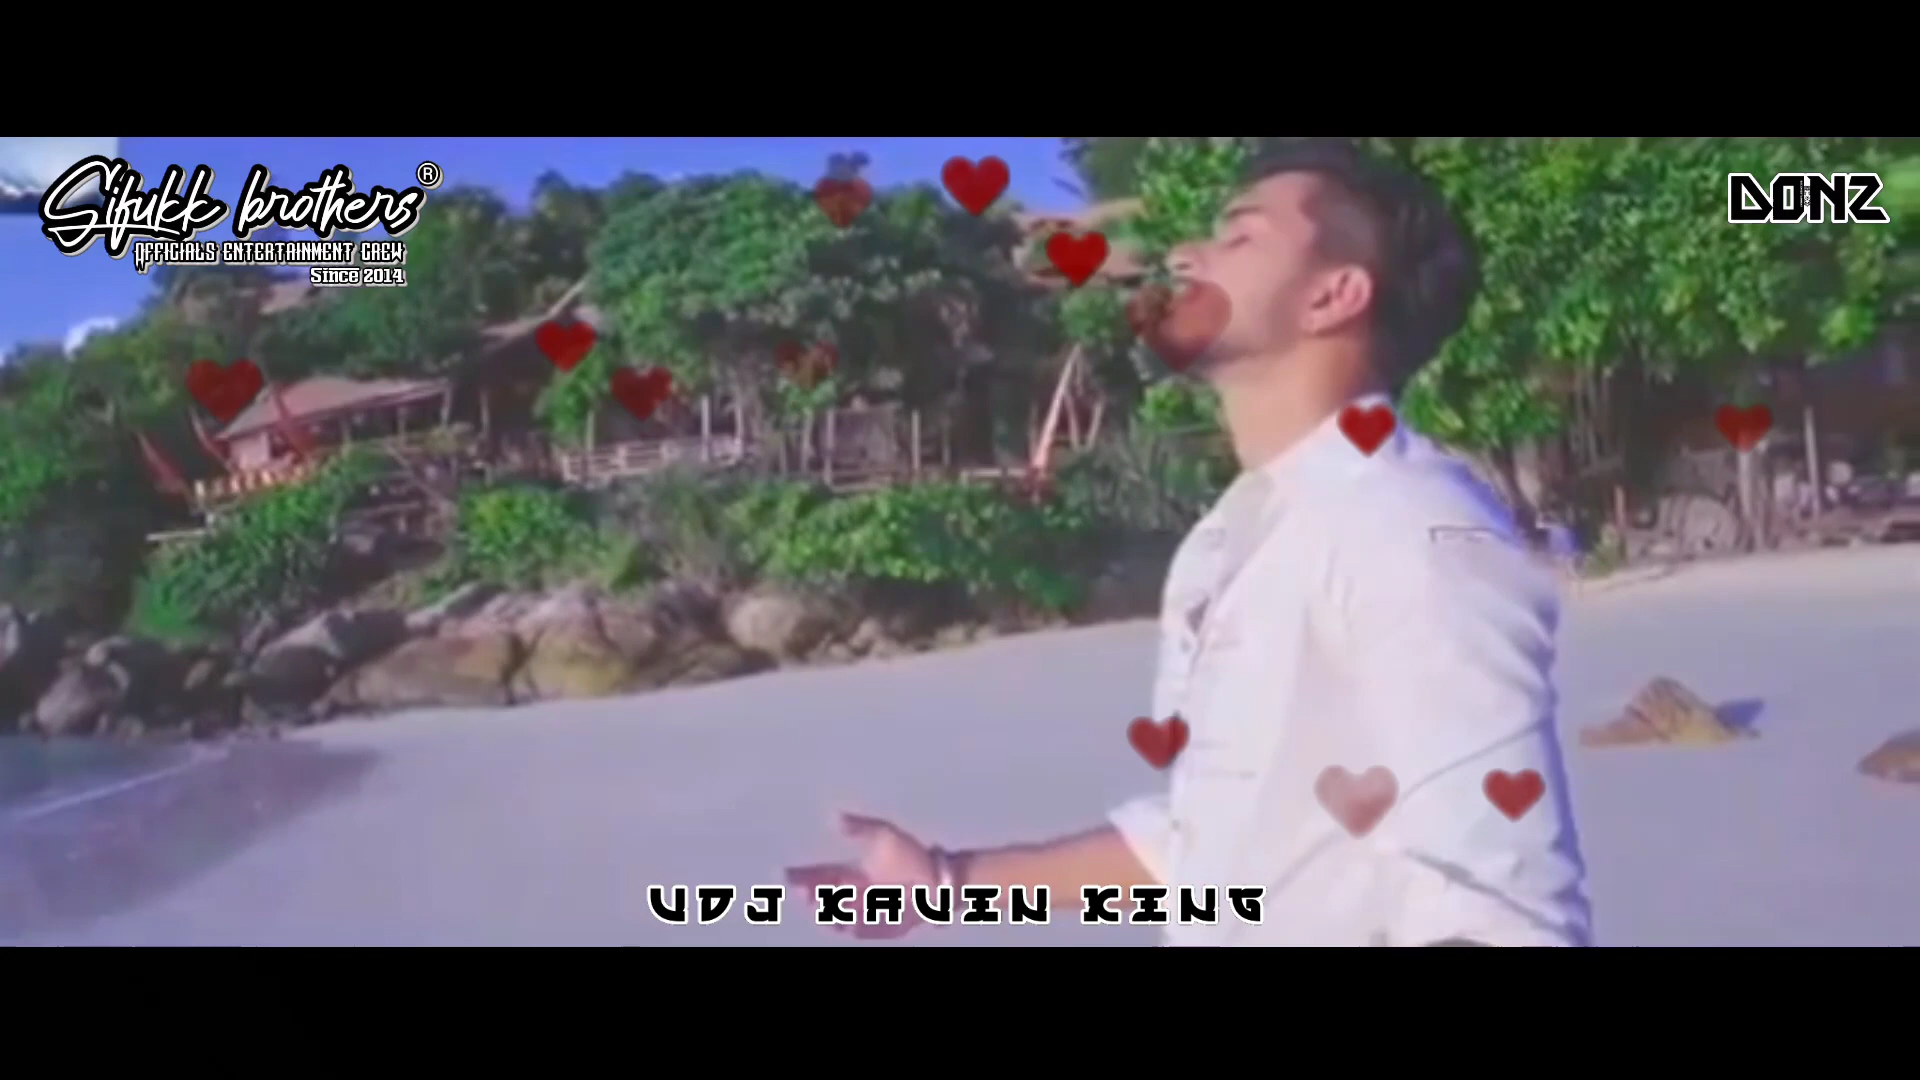 Sifukk brothers®
OFFICIALS ENTERTAINMENT CREW
Since 2014
DONZ
VDJ KAVIN KING